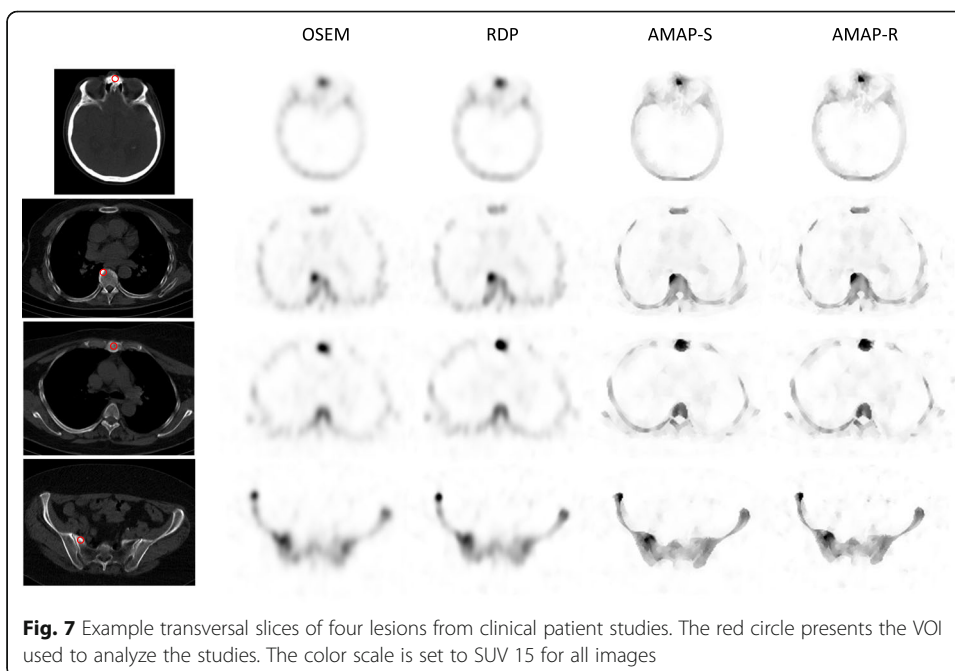 OSEM RDP AMAP-S AMAP-R
Fig. 7 Example transversal slices of four lesions from clinical patient studies. The red circle presents the VOI
used to analyze the studies. The color scale is set to SUV 15 for all images